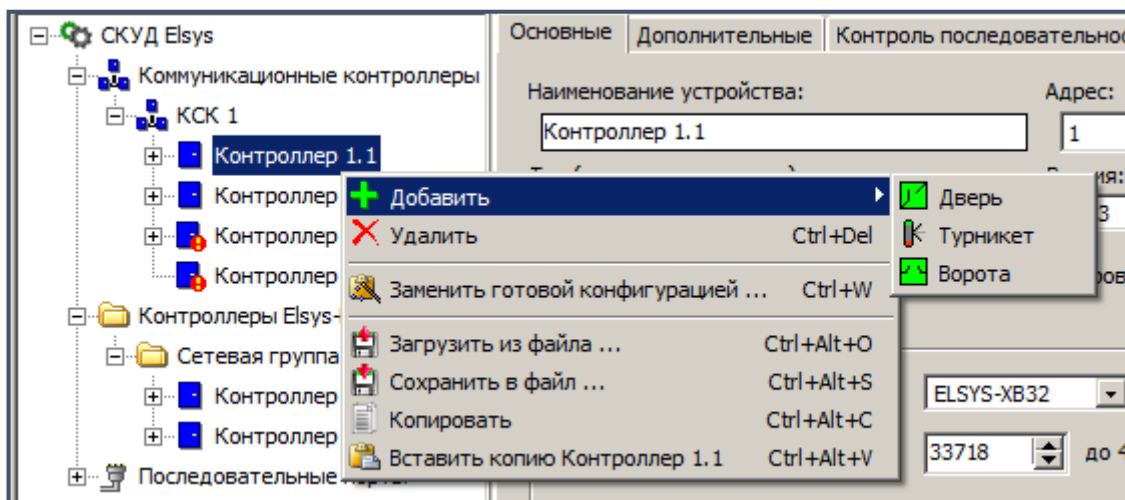 СКУД Elsys
Коммуникационные контроллеры
КСК 1
Контроллер 1.1
Контроллер
Контроллер
Контроллер
Контроллеры Elsys-
Сетевая группа
Контроллер
Контроллер
Последовательные
Основные Дополнительные Контроль
Наименование устройства: Адрес:
Контроллер 1.1 1
Добавить
Удалить Ctrl+Del
Заменить готовой конфигурацией ... Ctrl+W
Загрузить из файла ... Ctrl+Alt+O
Сохранить в файл ... Ctrl+Alt+S
Копировать Ctrl+Alt+C
Вставить копию Контроллер 1.1 Ctrl+Alt+V
Дверь
Турникет
Ворота
ELSYS-XB32
33718 до 4